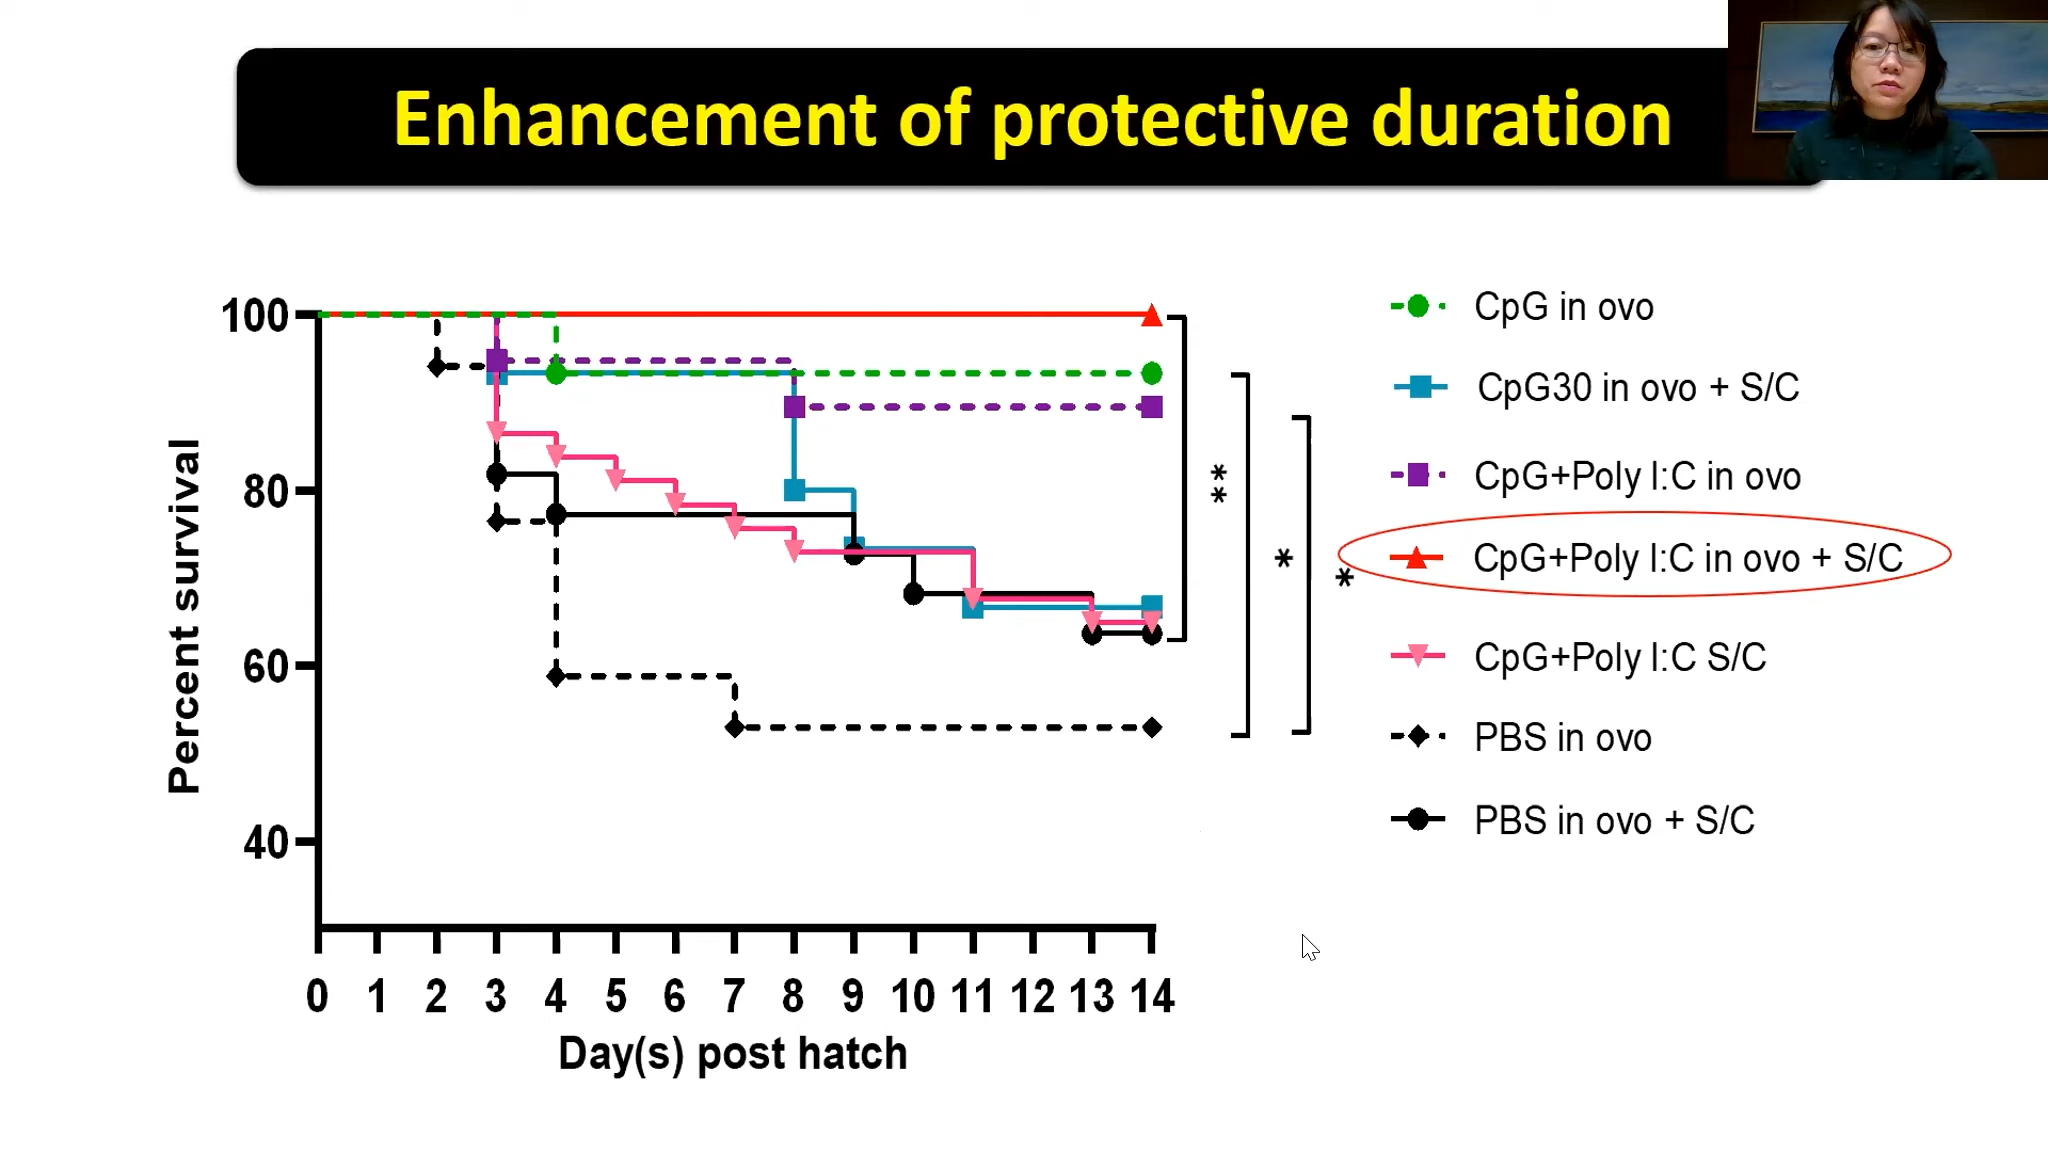 Enhancement of protective duration
Percent survival
100
80
60
40
0 1 2 3 4 5 6 7 8 9 10 11 12 13 14
Day(s) post hatch
**
*
*
CpG in ovo
CpG30 in ovo + S/C
CpG+Poly I:C in ovo
CpG+Poly I:C in ovo + S/C
CpG+Poly I:C S/C
PBS in ovo
PBS in ovo + S/C